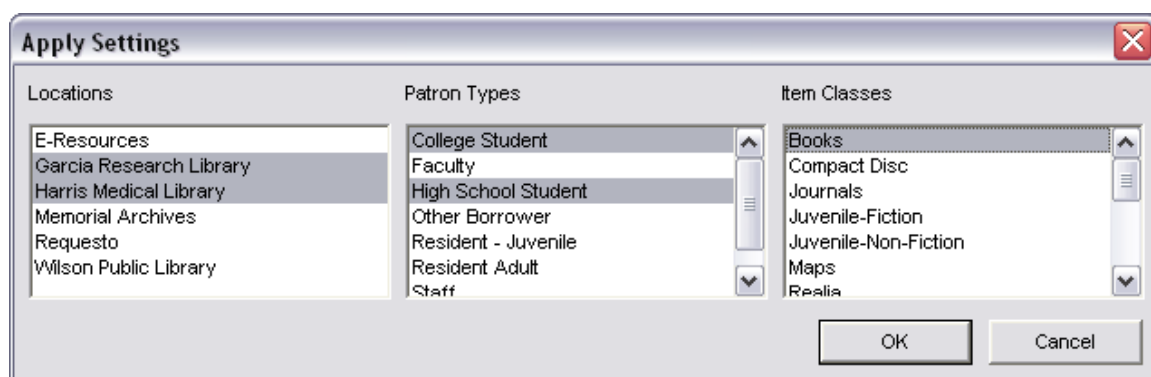 Apply Settings
Locations
Patron Types
Item Classes
E-Resources
Garcia Research Library
Harris Medical Library
Memorial Archives
Requesto
Wilson Public Library
College Student
Faculty
High School Student
Other Borrower
Resident - Juvenile
Resident Adult
Staff
Books
Compact Disc
Journals
Juvenile-Fiction
Juvenile-Non-Fiction
Maps
Realia
OK
Cancel